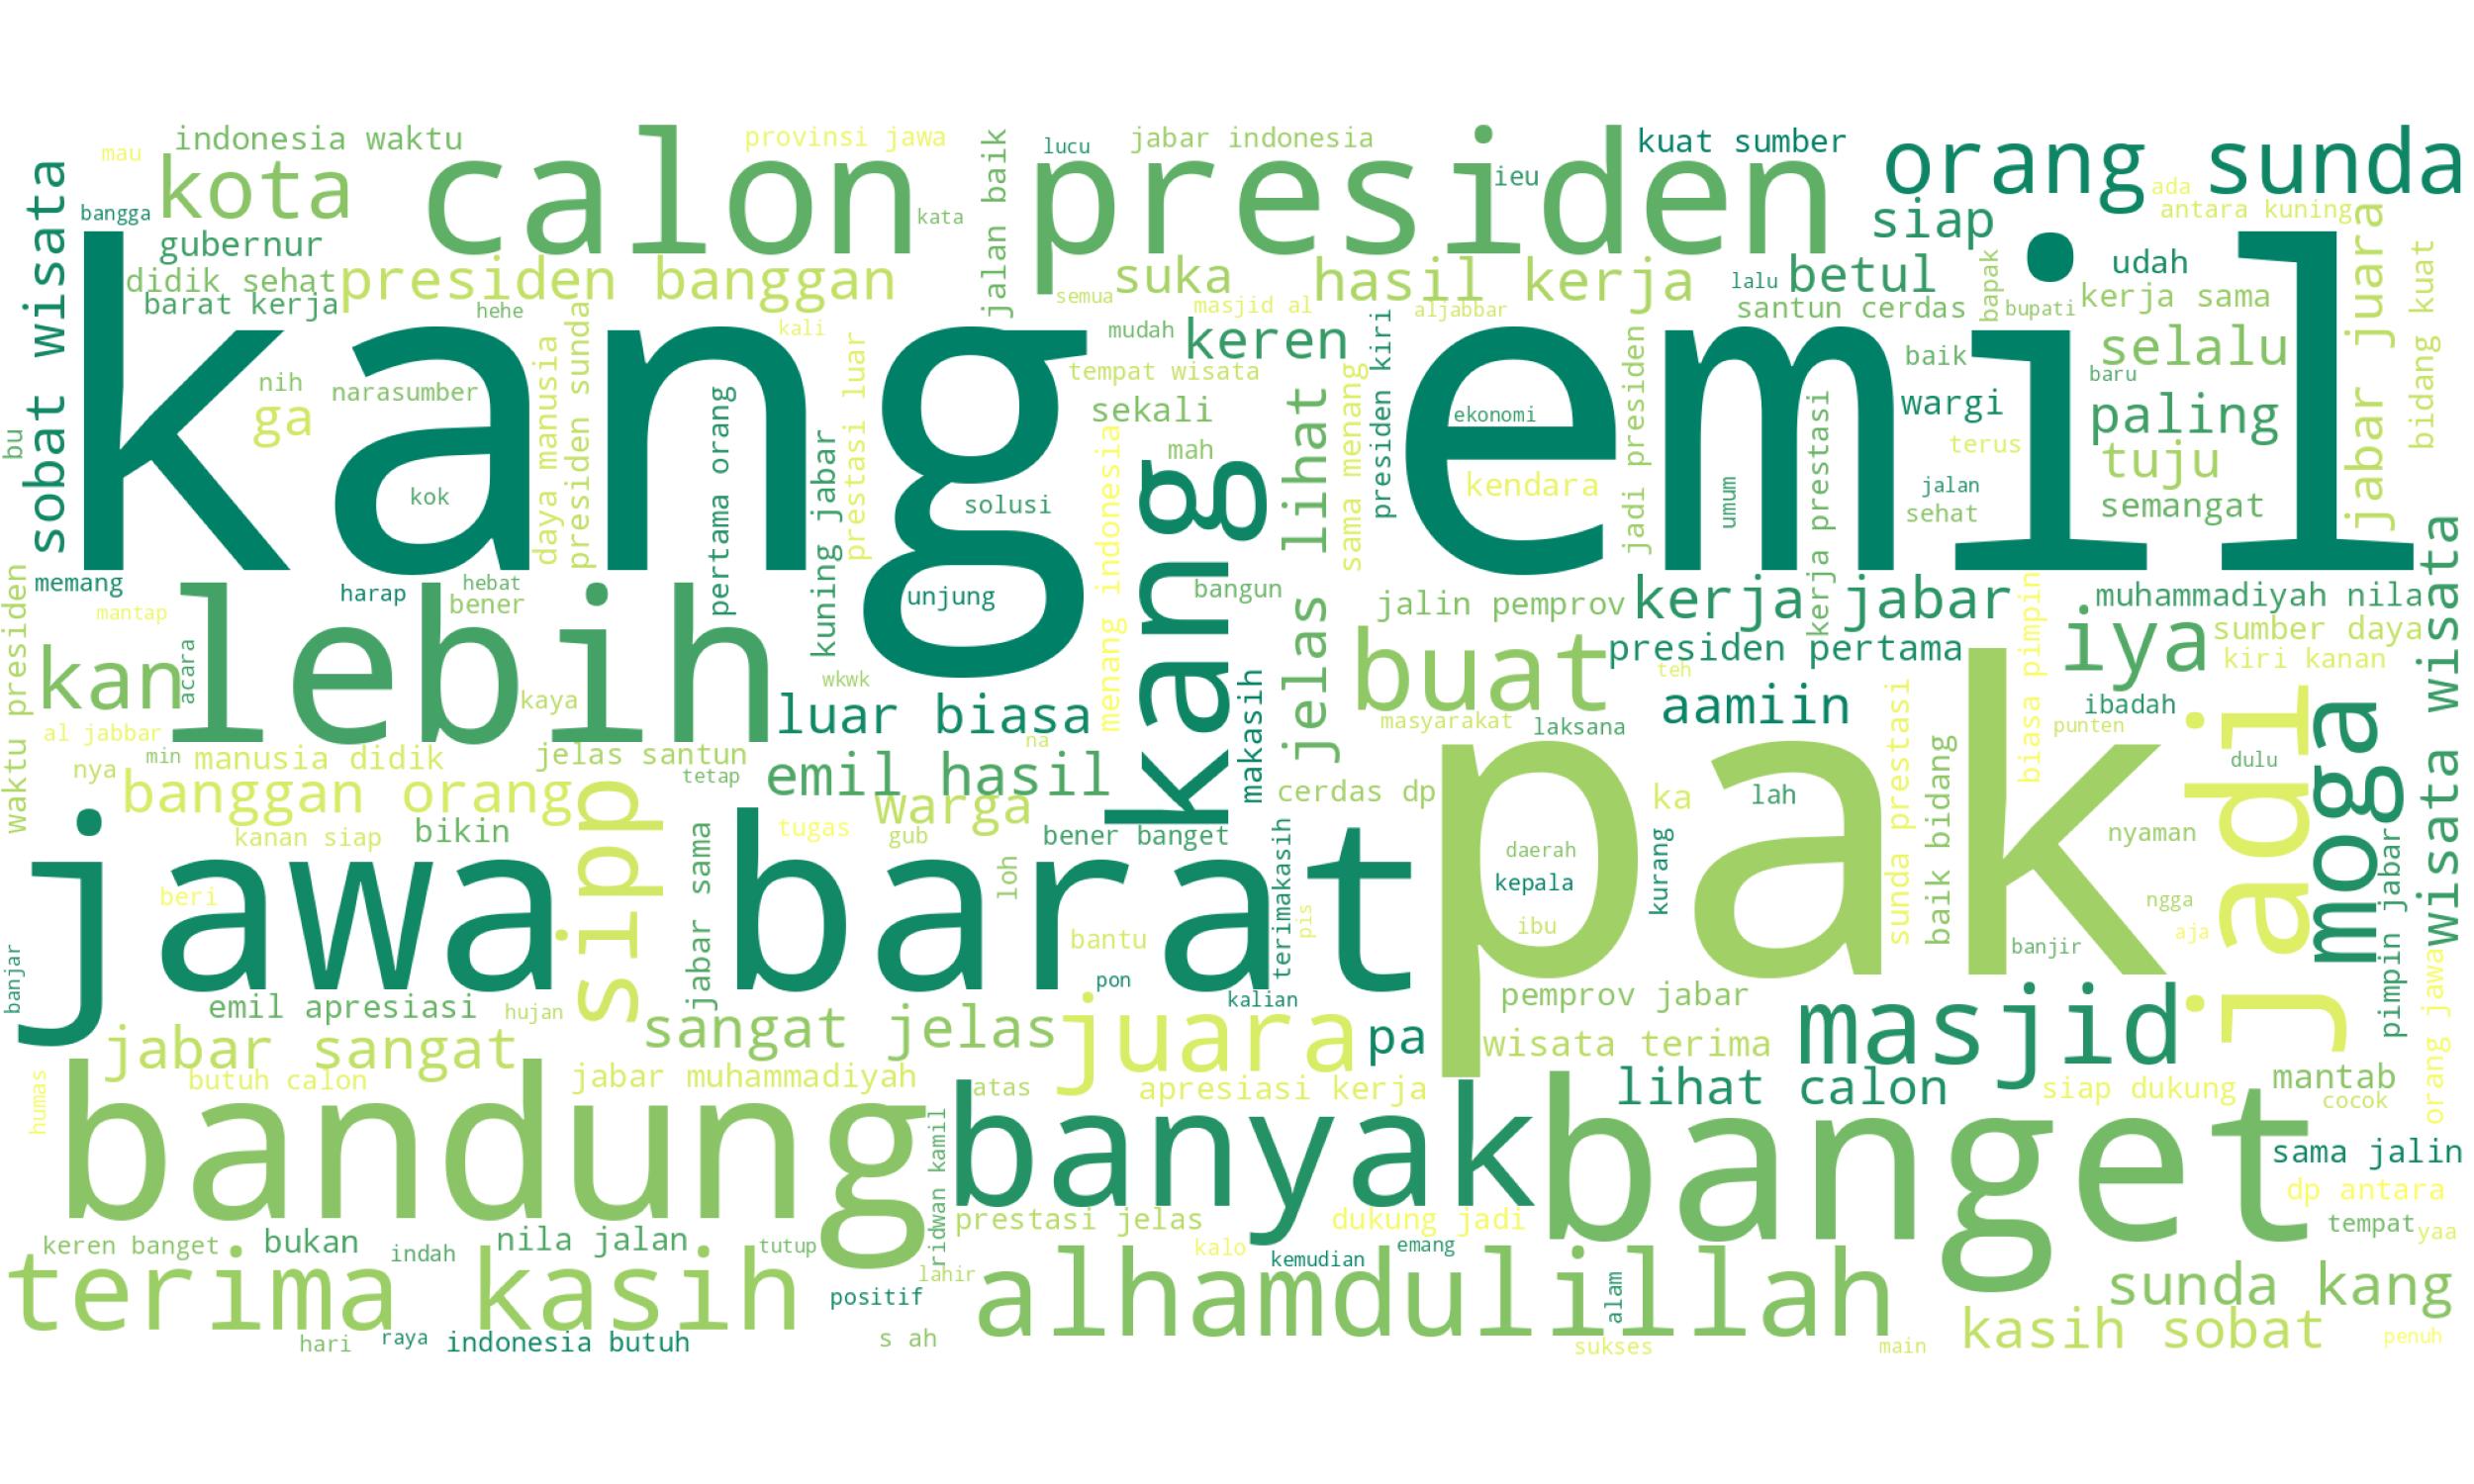 indonesia waktu
provinsi jawa
jalan baik
lucu
jabar indonesia
kuat sumber
mau
kota
calon presiden
ieu
orang sunda
ada
antara kuning
sobat wisata
bangga
kata
siap
gubernur
didik sehat
presiden banggan
suka
hasil kerja
lalu
betul
bapak
udah
jabar juara
bidang kuat
barat kerja
hehe
semua
masjid al
aljabbar
santun cerdas
bupati
kerja sama
kang emil
kali
mudah
keren
presiden kiri
baik
selalu
nih
narasumber
daya manusia
presiden sunda
prestasi luar
tempat wisata
sama menang
jadi presiden
kerja prestasi
baru
ga
pertama orang
sekali
ekonomi
wargi
paling
bu
kuning jabar
mah
jelas lihat
terus
tuju
kok
solusi
menang indonesia
kang
kendara
umum
jalan
sehat
semangat
waktu presiden
memang
harap
hebat
bener
unjung
bangun
jalin pemprov
kerja jabar
muhammadiyah nila
wisata wisata
mantap
lebih
kan
acara
kaya
wkwk
luar biasa
makasih
buat
presiden pertama
teh
biasa pimpin
iya
sumber daya
kiri kanan
al jabbar
min
manusia didik
jelas santun
na
masyarakat
laksana
aamiin
ibadah
punten
nya
tetap
emil hasil
cerdas dp
pak
ka
lah
sunda prestasi
baik bidang
jadi
moga
dulu
banggan orang
sipp
warga
kanan siap
bikin
tugas
gub
bener banget
terimakasih
daerah
kepala
ibu
kurang
nyaman
pimpin jabar
jawa barat
beri
jabar sama
loh
bantu
pis
ngga
aja
banjir
banjar
emil apresiasi
hujan
pon
kalian
pemprov jabar
masjid
orang jawa
jabar sangat
sangat jelas
juara
pa
wisata terima
humas
butuh calon
jabar muhammadiyah
atas
apresiasi kerja
lihat calon
siap dukung
mantab
cocok
bandung
ridwan kamil
banyak
banget
sama jalin
prestasi jelas
dukung jadi
dp antara
keren banget
bukan
indah
nila jalan
tutup
kalo
kemudian
emang
tempat
yaa
terima kasih
lahir
positif
alhamdulillah
alam
sunda kang
hari
raya
indonesia butuh
s ah
sukses
main
kasih sobat
penuh